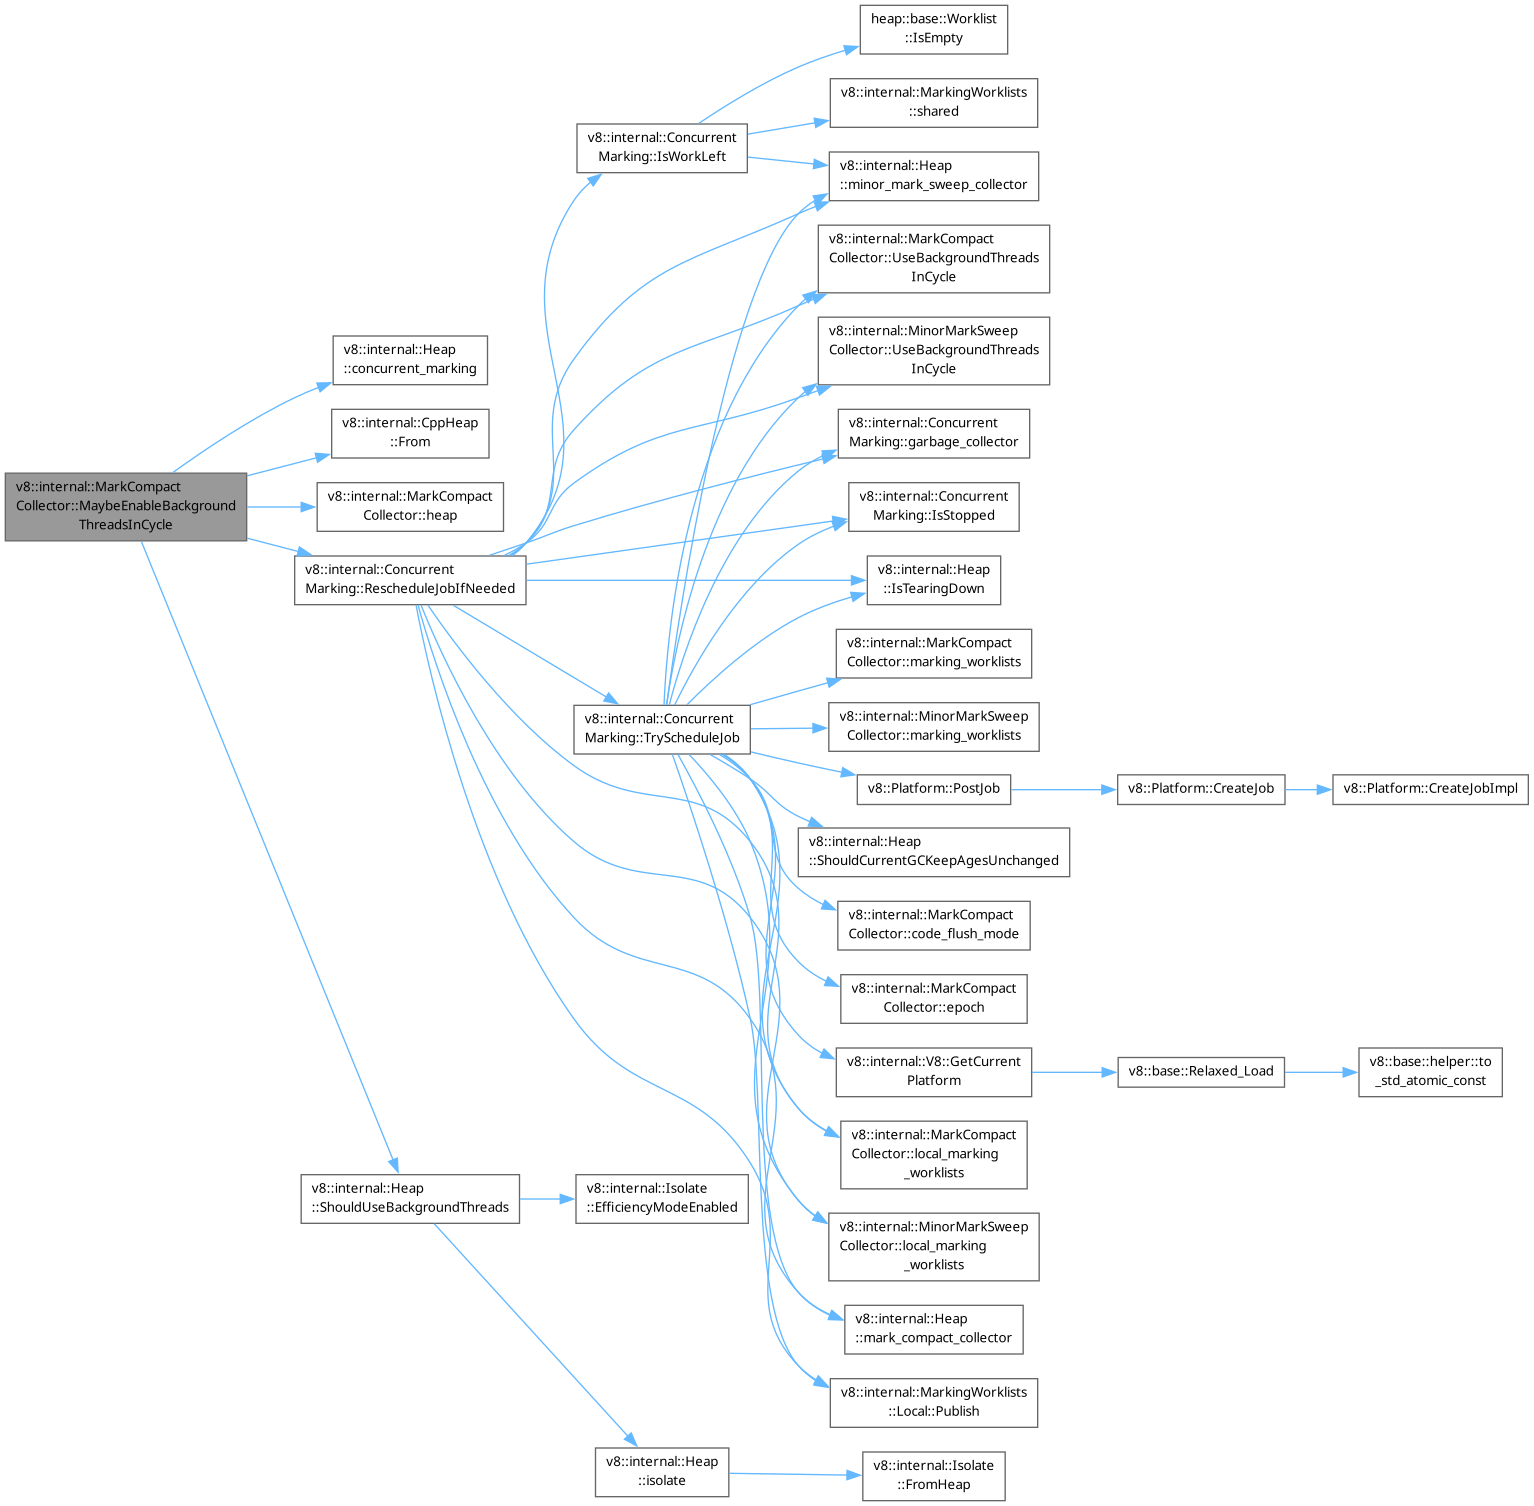 heap::base::Worklist
::IsEmpty
v8::internal::MarkingWorklists
::shared
v8::internal::Concurrent
Marking::IsWorkLeft
v8::internal::Heap
::minor_mark_sweep_collector
v8::internal::MarkCompact
Collector::UseBackgroundThreads
InCycle
v8::internal::MinorMarkSweep
Collector::UseBackgroundThreads
InCycle
v8::internal::Heap
::concurrent_marking
v8::internal::CppHeap
::From
v8::internal::Concurrent
Marking::garbage_collector
v8::internal::MarkCompact
Collector::MaybeEnableBackground
ThreadsInCycle
v8::internal::MarkCompact
Collector::heap
v8::internal::Concurrent
Marking::IsStopped
v8::internal::Concurrent
Marking::RescheduleJobIfNeeded
v8::internal::Heap
::IsTearingDown
v8::internal::MarkCompact
Collector::marking_worklists
v8::internal::Concurrent
Marking::TryScheduleJob
v8::internal::MinorMarkSweep
Collector::marking_worklists
v8::Platform::PostJob
v8::Platform::CreateJob
v8::Platform::CreateJobImpl
v8::internal::Heap
::ShouldCurrentGCKeepAgesUnchanged
v8::internal::MarkCompact
Collector::code_flush_mode
v8::internal::MarkCompact
Collector::epoch
v8::internal::V8::GetCurrent
Platform
v8::base::Relaxed_Load
v8::base::helper::to
_std_atomic_const
v8::internal::MarkCompact
Collector::local_marking
_worklists
v8::internal::Heap
::ShouldUseBackgroundThreads
v8::internal::Isolate
::EfficiencyModeEnabled
v8::internal::MinorMarkSweep
Collector::local_marking
_worklists
v8::internal::Heap
::mark_compact_collector
v8::internal::MarkingWorklists
::Local::Publish
v8::internal::Heap
::isolate
v8::internal::Isolate
::FromHeap